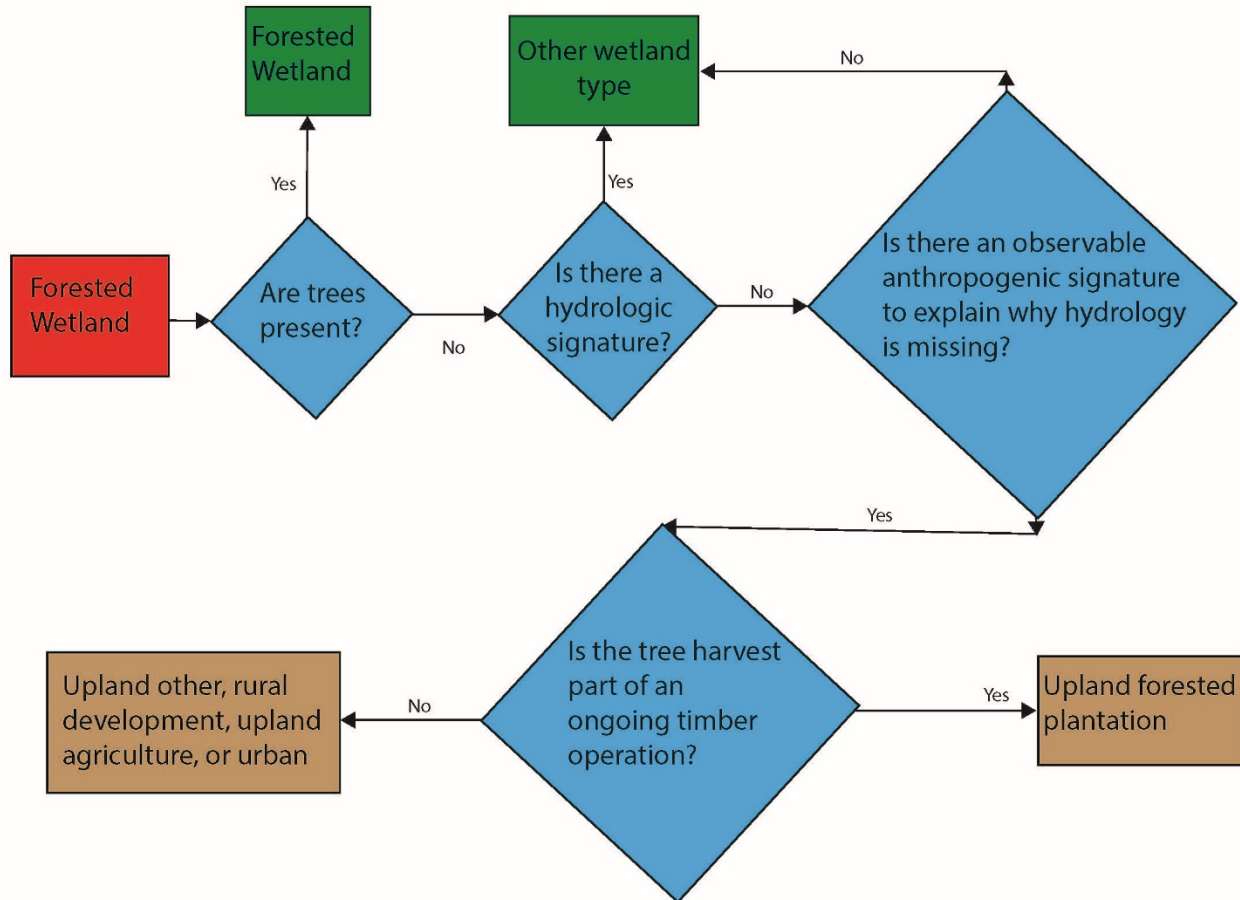 Forested
Wetland
Other wetland
type
No
Yes
Yes
Forested
Wetland
Are trees
present?
No
Is there a
hydrologic
signature?
No
Is there an observable
anthropogenic signature
to explain why hydrology
is missing?
Yes
Upland other, rural
development, upland
agriculture, or urban
No
Is the tree harvest
part of an
ongoing timber
operation?
Yes
Upland forested
plantation